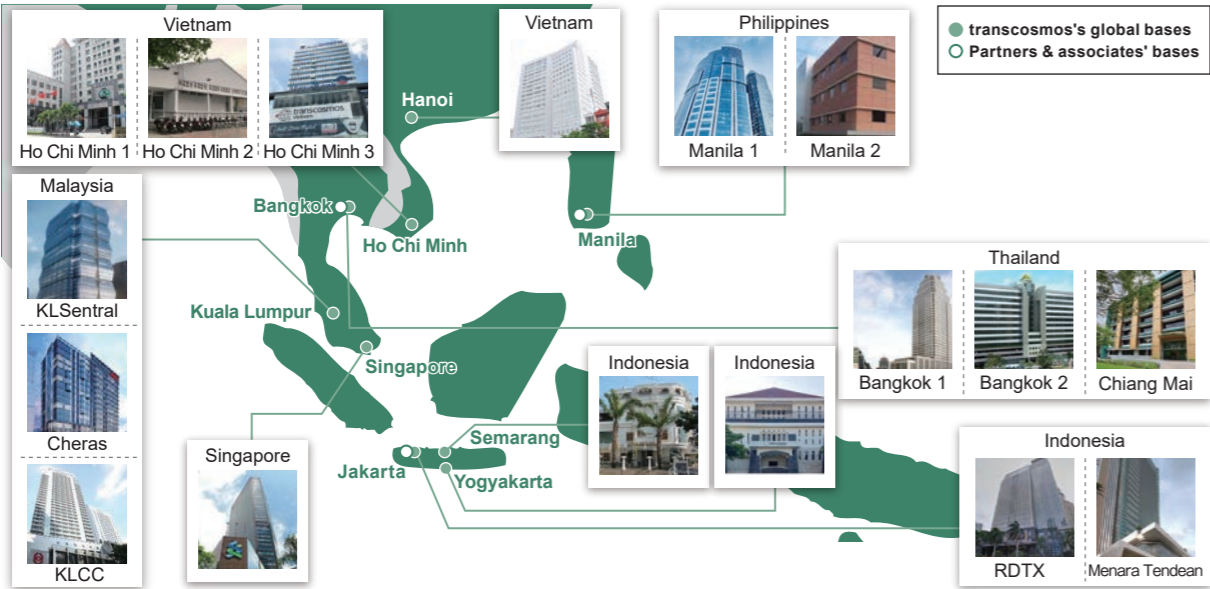 Vietnam
Ho Chi Minh 1
Ho Chi Minh 2
transcosmos
Ho Chi Minh 3
Vietnam
Philippines
Manila 1
Manila 2
transcosmos's global bases
Partners & associates' bases
Hanoi
Malaysia
KLSentral
Cheras
KLCC
Bangkok
Ho Chi Minh
Manila
Kuala Lumpur
Singapore
Thailand
Bangkok 1
Bangkok 2
Chiang Mai
Indonesia
Indonesia
Semarang
Jakarta
Yogyakarta
Singapore
Indonesia
RDTX
Menara Tendean